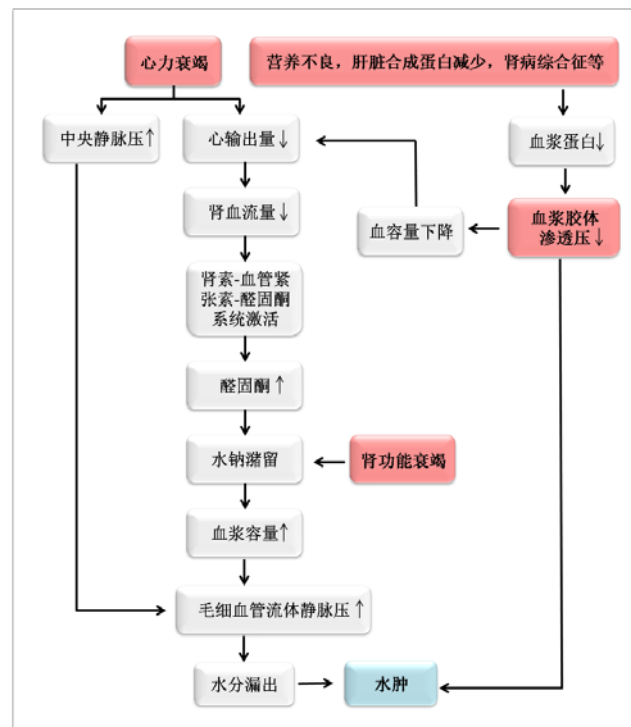 心力衰竭
营养不良，肝脏合成蛋白减少，肾病综合征等
中央静脉压↑
心输出量↓
血浆蛋白↓
肾血流量↓
血容量下降
血浆胶体
渗透压↓
肾素-血管紧
张素-醛固酮
系统激活
醛固酮↑
水钠潴留
肾功能衰竭
血浆容量↑
毛细血管流体静脉压↑
水分漏出
水肿